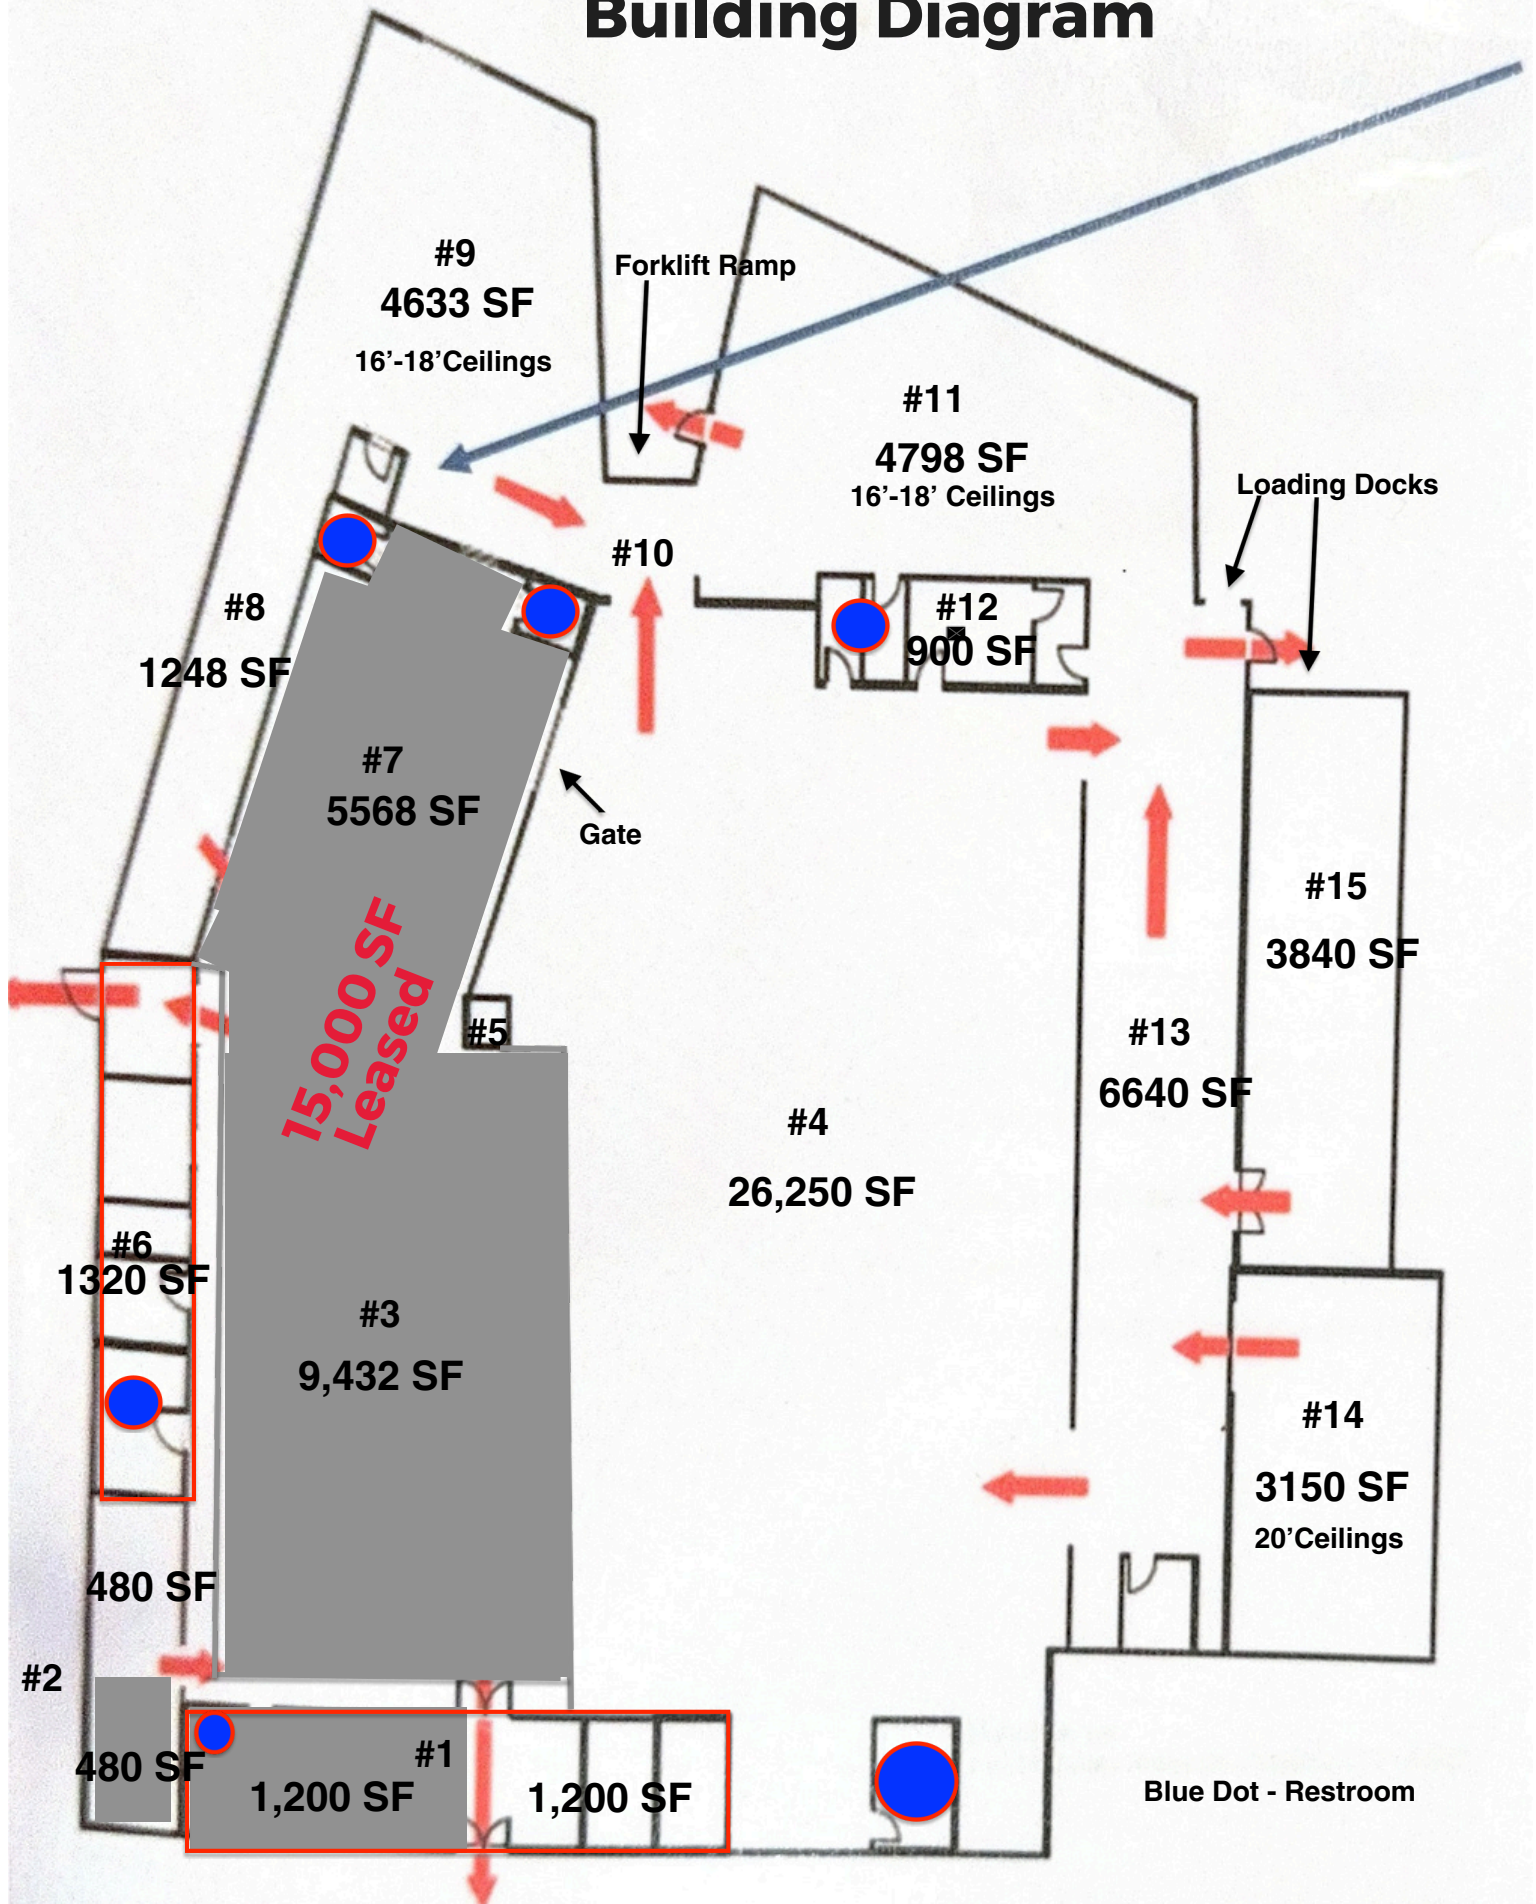 Building Diagram
#9
4633 SF
16’-18’Ceilings
Forklift Ramp
#11
4798 SF
16’-18’ Ceilings
Loading Docks
#10
#8
1248 SF
#12
900 SF
#7
5568 SF
Gate
#15
3840 SF
15,000 SF
Leased
#5
#13
6640 SF
#4
26,250 SF
#6
1320 SF
#3
9,432 SF
#14
3150 SF
20’Ceilings
480 SF
#2
480 SF
#1
1,200 SF
1,200 SF
Blue Dot - Restroom